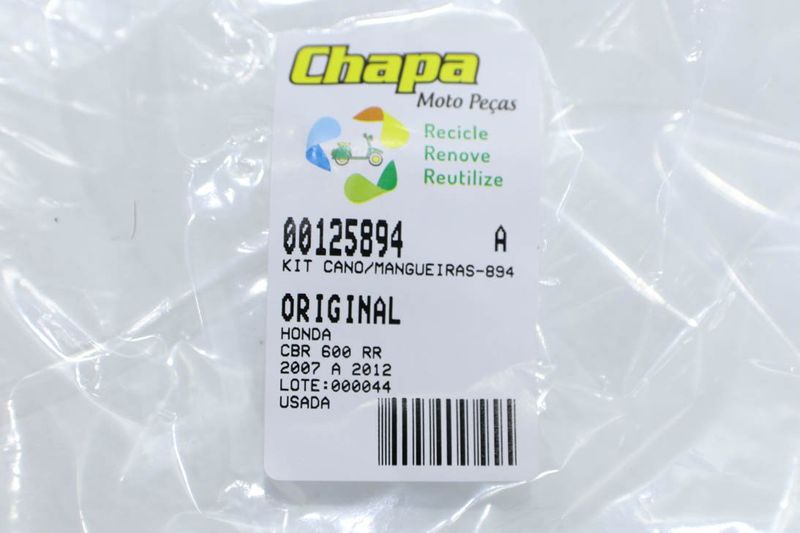 Chapa
Moto Peças
Recicle
Renove
Reutilize
00125894 A
KIT CANO/MANGUEIRAS-894
ORIGINAL
HONDA
CBR 600 RR
2007 A 2012
LOTE:000044
USADA